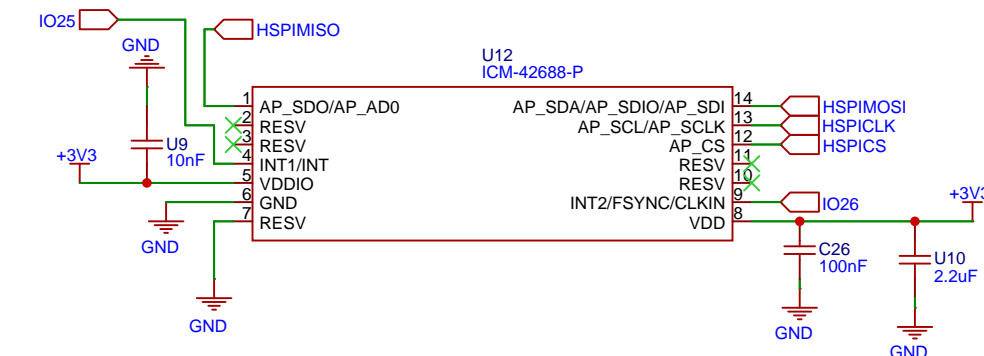 IO25
HSPIMISO
GND
U12
ICM-42688-P
1
AP_SDO/AP_AD0
AP_SDA/AP_SDIO/AP_SDI
14
HSPIMOSI
2
RESV
AP_SCL/AP_SCLK
13
HSPICLK
U9
10nF
3
RESV
AP_CS
12
HSPICS
+3V3
4
INT1/INT
RESV
11
5
VDDIO
RESV
10
6
GND
INT2/FSYNC/CLKIN
9
IO26
+3V3
7
RESV
VDD
8
GND
C26
100nF
U10
2.2uF
GND
GND
GND